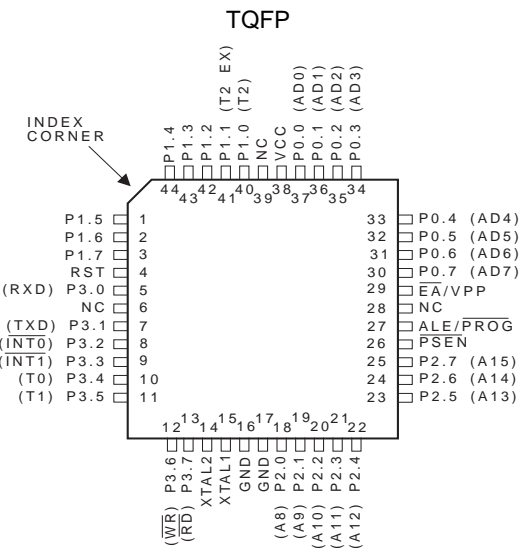 TQFP
INDEX
CORNER
P1.4
P1.3
P1.2
P1.1 (T2 EX)
P1.0 (T2)
NC
VCC
P0.0 (AD0)
P0.1 (AD1)
P0.2 (AD2)
P0.3 (AD3)
44
43
42
41
40
39
38
37
36
35
34
P1.5 1
P1.6 2
P1.7 3
RST 4
(RXD) P3.0 5
NC 6
(TXD) P3.1 7
(INT0) P3.2 8
(INT1) P3.3 9
(T0) P3.4 10
(T1) P3.5 11
33 P0.4 (AD4)
32 P0.5 (AD5)
31 P0.6 (AD6)
30 P0.7 (AD7)
29 EA/VPP
28 NC
27 ALE/PROG
26 PSEN
25 P2.7 (A15)
24 P2.6 (A14)
23 P2.5 (A13)
12
13
14
15
16
17
18
19
20
21
22
(WR) P3.6
(RD) P3.7
XTAL2
XTAL1
GND
GND
(A8) P2.0
(A9) P2.1
(A10) P2.2
(A11) P2.3
(A12) P2.4